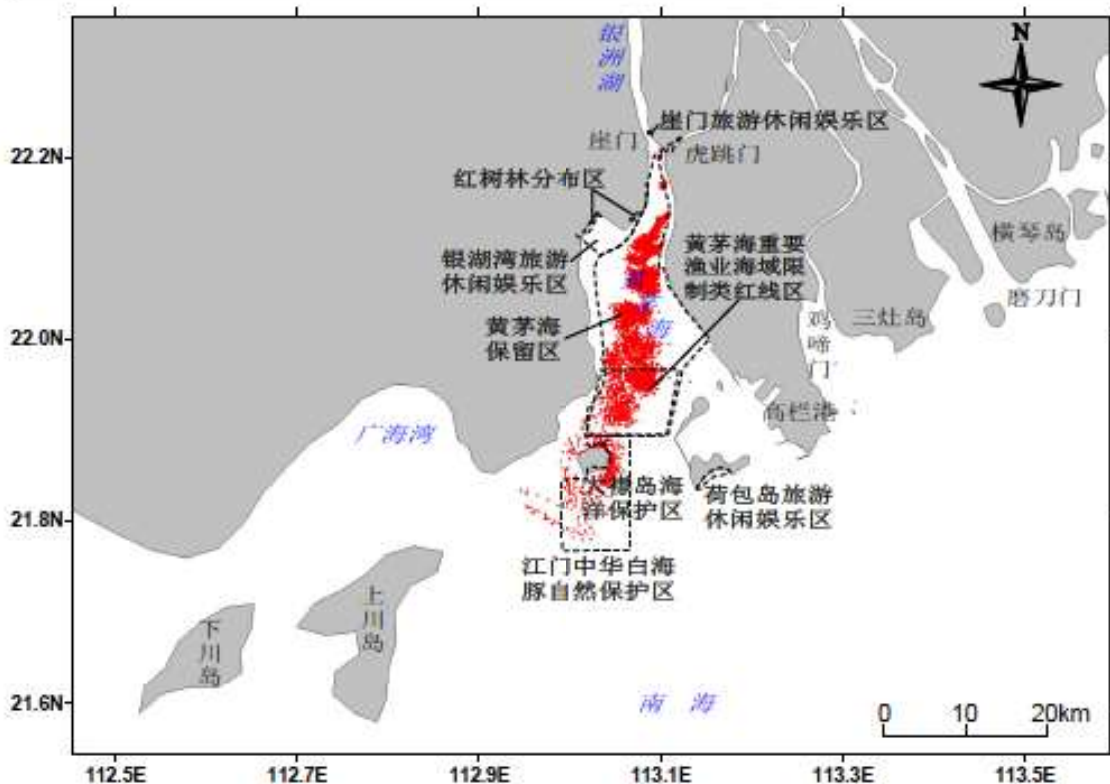 N
银
洲
湖
座门旅游休闲娱乐区
座门
虎跳门
22.2N
红树林分布区
横琴岛
黄茅海重要
渔业海域限
制类红线区
银湖湾旅游
休闲娱乐区
磨刀门
黄茅海
保留区
海
鸡
啼
门
三灶岛
22.0N
高栏港
广海湾
大襟岛海
洋保护区
荷包岛旅游
休闲娱乐区
21.8N
江门中华白海
豚自然保护区
上
川
岛
下
川
岛
21.6N
南 海
0 10 20km
112.5E 112.7E 112.9E 113.1E 113.3E 113.5E